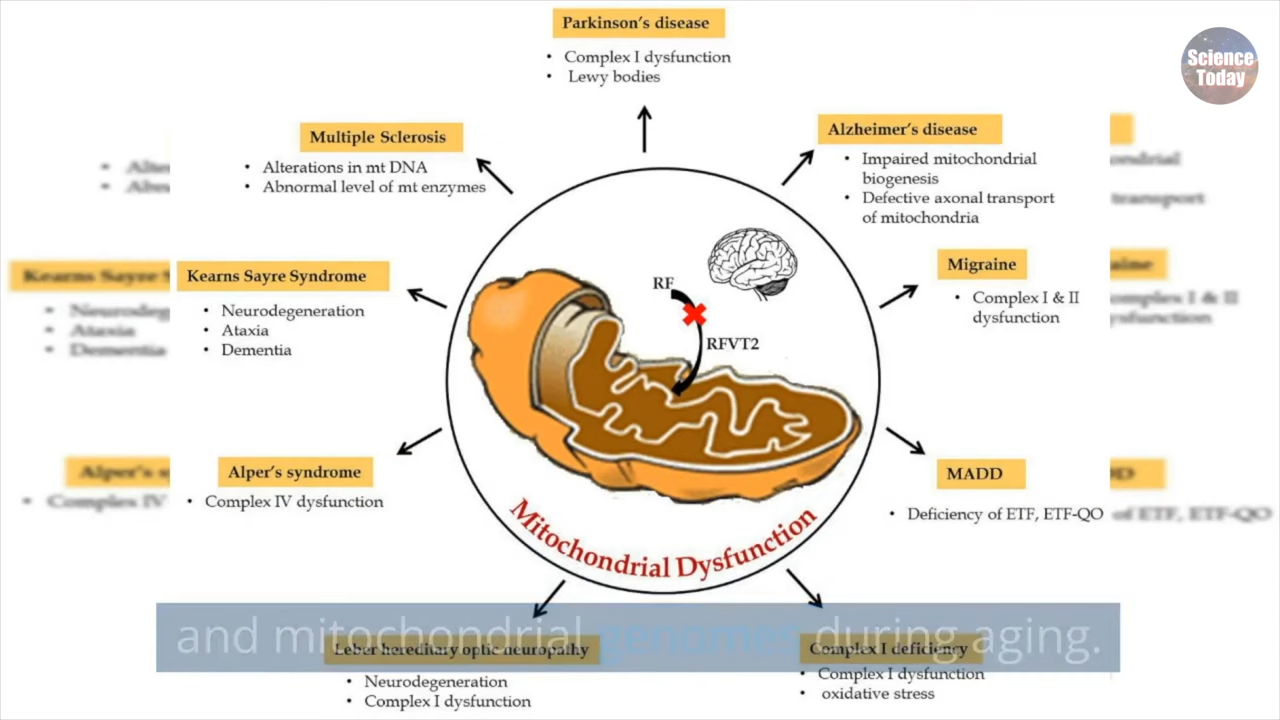 Parkinson's disease
• Complex I dysfunction
• Lewy bodies
Science
Today
Multiple Sclerosis
• Alterations in mt DNA
• Abnormal level of mt enzymes
Alzheimer's disease
• Impaired mitochondrial
biogenesis
• Defective axonal transport
of mitochondria
Kearns Sayre Syndrome
• Neurodegeneration
• Ataxia
• Dementia
RF
RFVT2
Migraine
• Complex I & II
dysfunction
Alper's syndrome
• Complex IV dysfunction
MADD
• Deficiency of ETF, ETF-QO
Mitochondrial Dysfunction
and mitochondrial genomes during aging.
Leber hereditary optic neuropathy
• Neurodegeneration
• Complex I dysfunction
Complex I deficiency
• Complex I dysfunction
• oxidative stress